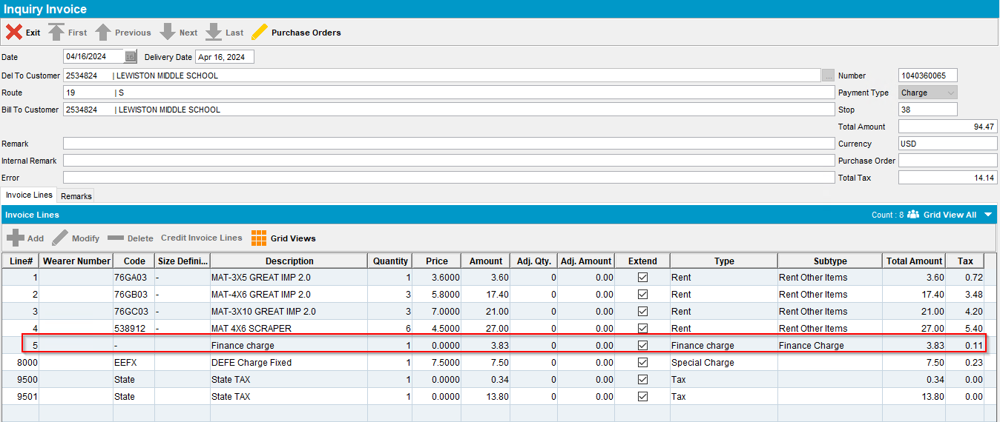 Inquiry Invoice
Exit First Previous Next Last Purchase Orders
Date 04/16/2024 16 Delivery Date Apr 16, 2024
Del To Customer 2534824 | LEWISTON MIDDLE SCHOOL ... Number 1040360065
Route 19 | S Payment Type Charge
Bill To Customer 2534824 | LEWISTON MIDDLE SCHOOL Stop 38
Total Amount 94.47
Remark Currency USD
Internal Remark Purchase Order
Error Total Tax 14.14
Invoice Lines Remarks
Invoice Lines Count : 8 Grid View All
Add Modify Delete Credit Invoice Lines Grid Views
Line# Wearer Number Code Size Defini... Description Quantity Price Amount Adj. Qty. Adj. Amount Extend Type Subtype Total Amount Tax
1 76GA03 - MAT-3X5 GREAT IMP 2.0 1 3.6000 3.60 0 0.00 Rent Rent Other Items 3.60 0.72
2 76GB03 - MAT-4X6 GREAT IMP 2.0 3 5.8000 17.40 0 0.00 Rent Rent Other Items 17.40 3.48
3 76GC03 - MAT-3X10 GREAT IMP 2.0 3 7.0000 21.00 0 0.00 Rent Rent Other Items 21.00 4.20
4 538912 - MAT 4X6 SCRAPER 6 4.5000 27.00 0 0.00 Rent Rent Other Items 27.00 5.40
5 - Finance charge 1 0.0000 3.83 0 0.00 Finance charge Finance Charge 3.83 0.11
8000 EEFX DEFE Charge Fixed 1 7.5000 7.50 0 0.00 Special Charge 7.50 0.23
9500 State State TAX 1 0.0000 0.34 0 0.00 Tax 0.34 0.00
9501 State State TAX 1 0.0000 13.80 0 0.00 Tax 13.80 0.00